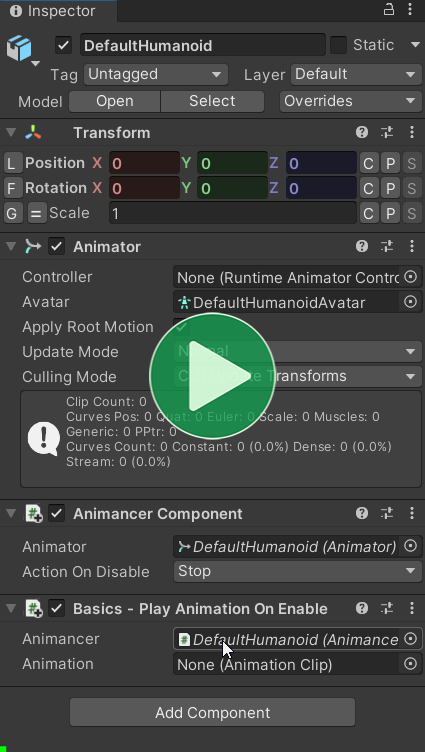 Inspector
DefaultHumanoid Static
Tag Untagged Layer Default
Model Open Select Overrides
Transform
L Position X 0 Y 0 Z 0 C P S
F Rotation X 0 Y 0 Z 0 C P S
G = Scale 1 C P S
Animator
Controller None (Runtime Animator Contro
Avatar DefaultHumanoidAvatar
Apply Root Motion
Update Mode
Culling Mode Transforms
Clip Count: 0
Curves Pos: 0 Quat: 0 Euler: 0 Scale: 0 Muscles: 0
Generic: 0 PPtr: 0
Curves Count: 0 Constant: 0 (0.0%) Dense: 0 (0.0%)
Stream: 0 (0.0%)
Animancer Component
Animator DefaultHumanoid (Animator)
Action On Disable Stop
Basics - Play Animation On Enable
Animancer DefaultHumanoid (Animance
Animation None (Animation Clip)
Add Component